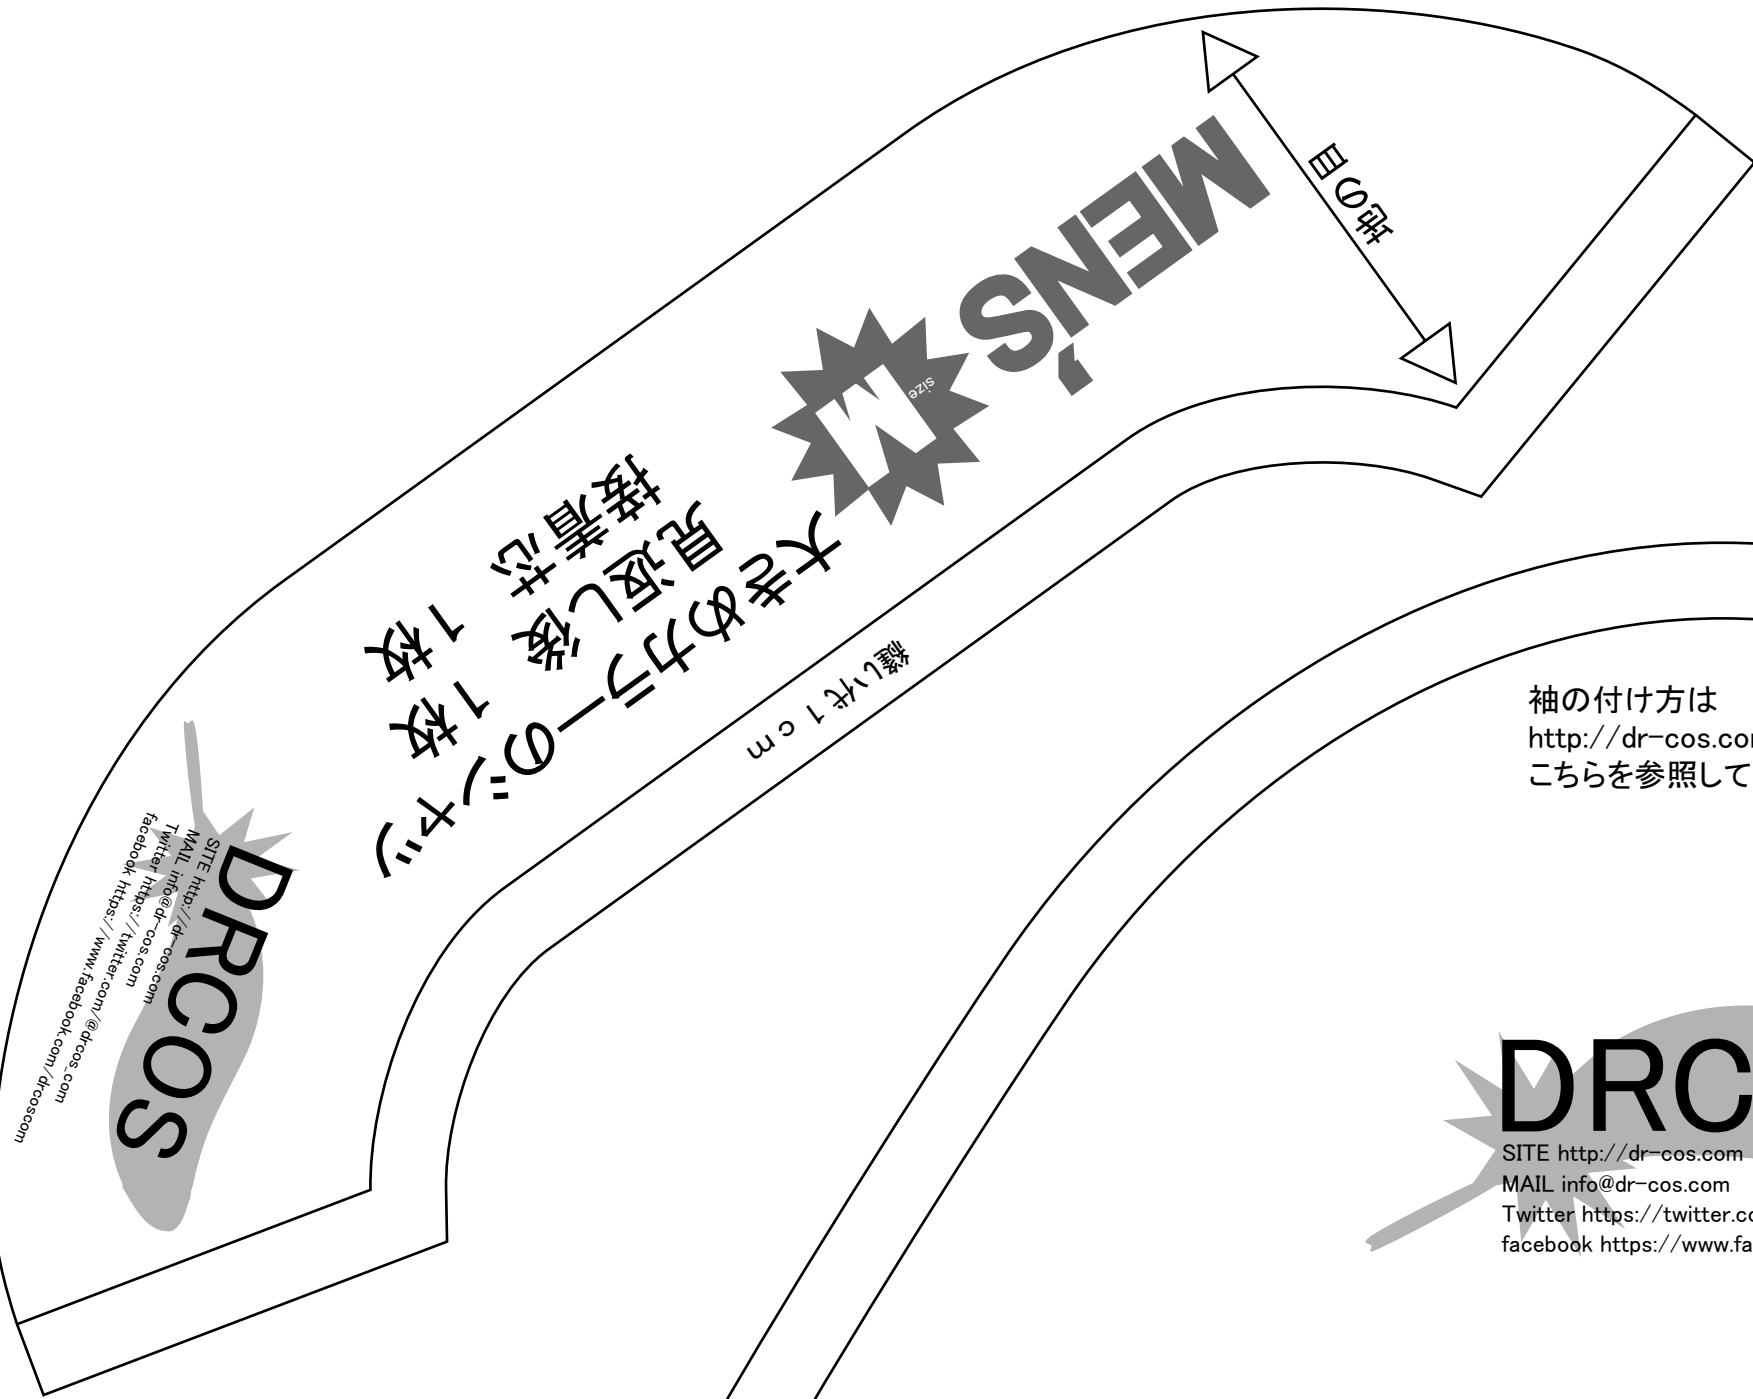 地の目
MEN'S
M size
大きめカラーのシャツ
見返し後 1枚
接着芯 1枚
縫い代1cm
DRCOS
SITE http://dr-cos.com
MAIL info@dr-cos.com
Twitter https://twitter.com/@drcos_com
facebook https://www.facebook.com/drcoscom
袖の付け方は
http://dr-cos.co
こちらを参照して
DRC
SITE http://dr-cos.com
MAIL info@dr-cos.com
Twitter https://twitter.c
facebook https://www.fa